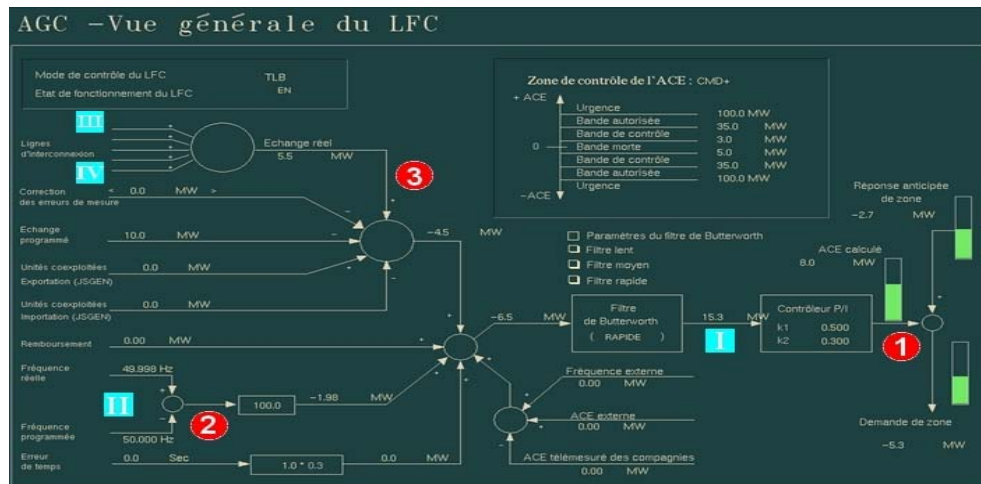 AGC -Vue générale du LFC
Mode de contrôle du LFC TLB
Etat de fonctionnement du LFC EN
Zone de contrôle de l'ACE : CMD+
+ ACE
Urgence
100.0 MW
Bande autorisée
35.0 MW
Bande de contrôle
3.0 MW
0 Bande morte
5.0 MW
Bande de contrôle
35.0 MW
Bande autorisée
100.0 MW
Urgence
-ACE
III
Lignes
d'interconnexion
IV
Echange réel
5.5 MW
3
Correction
des erreurs de mesure
< 0.0 MW >
Echange
programmé
10.0 MW
-4.5 MW
Unités coexploitées
Exportation (JSGEN)
0.0 MW
Unités coexploitées
Importation (JSGEN)
0.0 MW
Paramètres du filtre de Butterworth
Filtre lent
Filtre moyen
Filtre rapide
Réponse anticipée
de zone
-2.7 MW
ACE calculé
8.0 MW
Remboursement 0.00 MW
-6.5 MW
Filtre
de Butterworth
( RAPIDE )
15.3 MW
I
Contrôleur P/I
k1 0.500
k2 0.300
1
Fréquence
réelle
49.998 Hz
II
100.0
-1.98 MW
2
Fréquence
programmée
50.000 Hz
Fréquence externe
0.00 MW
ACE externe
0.00 MW
ACE télémesuré des compagnies
0.00 MW
Demande de zone
-5.3 MW
Erreur
de temps
0.0 Sec
1.0 * 0.3
0.0 MW